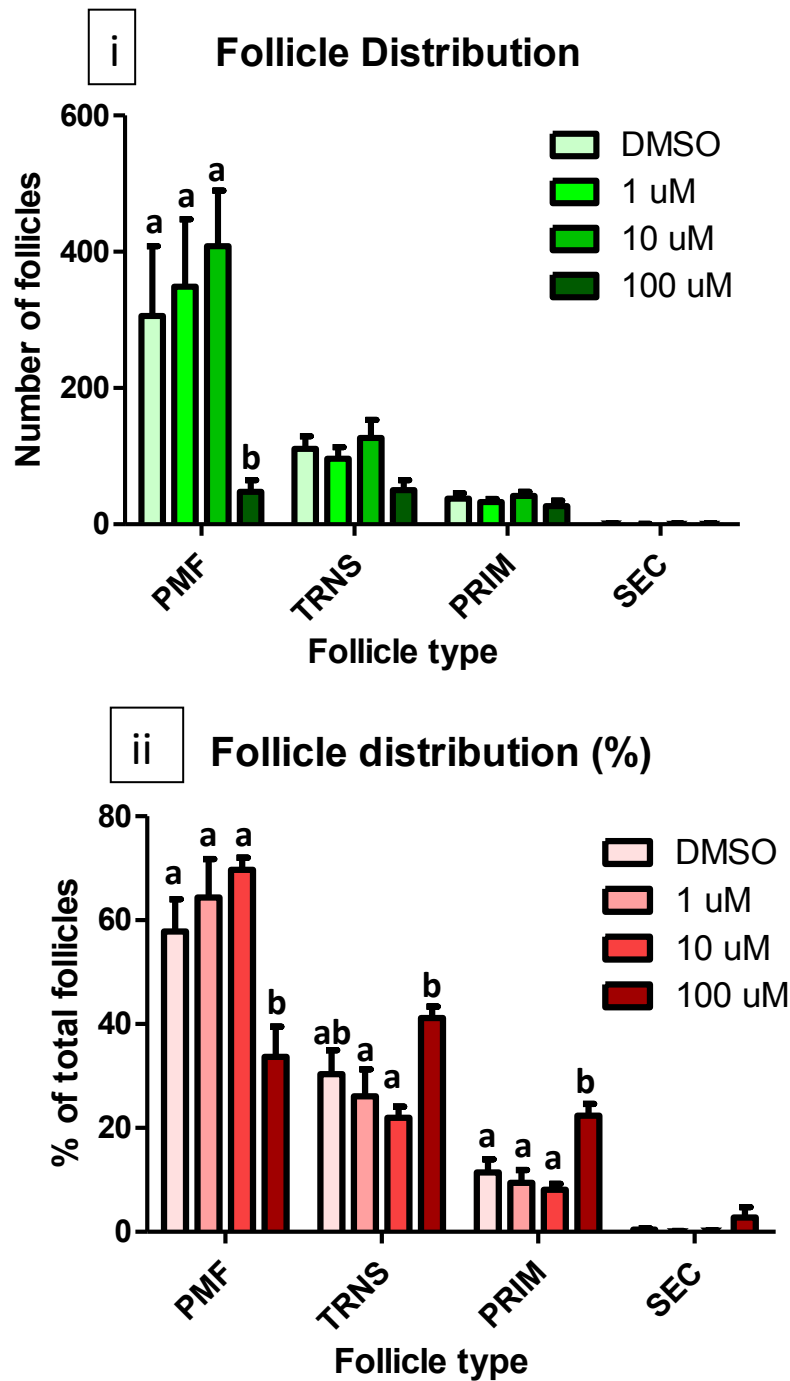 i
Follicle Distribution
Number of follicles
600
400
200
0
a a a b
DMSO
1 uM
10 uM
100 uM
PMF TRNS PRIM SEC
Follicle type
ii
Follicle distribution (%)
% of total follicles
80
60
40
20
0
a a a b
ab a a b
a a a b
DMSO
1 uM
10 uM
100 uM
PMF TRNS PRIM SEC
Follicle type